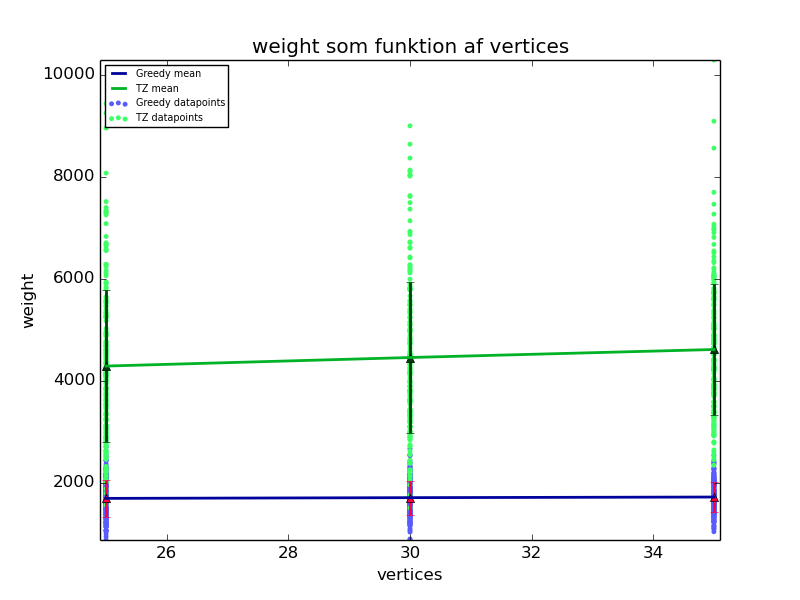 weight som funktion af vertices
10000
8000
6000
4000
2000
weight
Greedy mean
TZ mean
Greedy datapoints
TZ datapoints
26 28 30 32 34
vertices